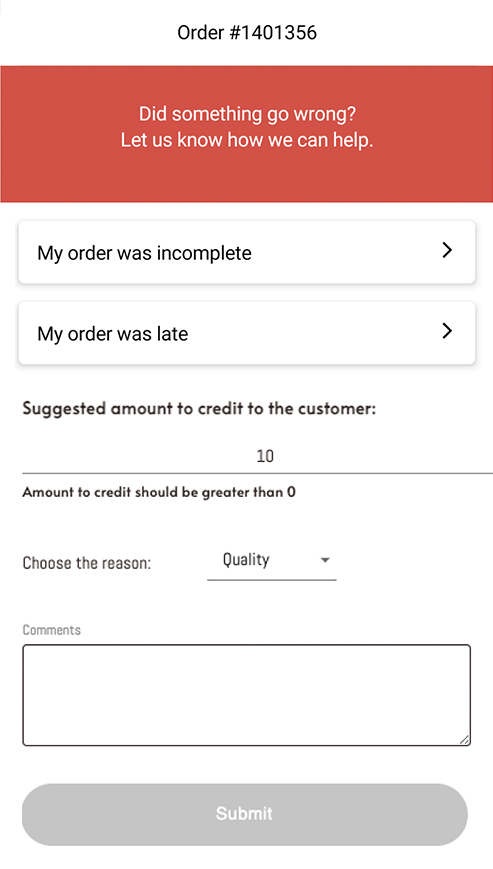 Order #1401356
Did something go wrong?
Let us know how we can help.
My order was incomplete
My order was late
Suggested amount to credit to the customer:
10
Amount to credit should be greater than 0
Choose the reason: Quality
Comments
Submit